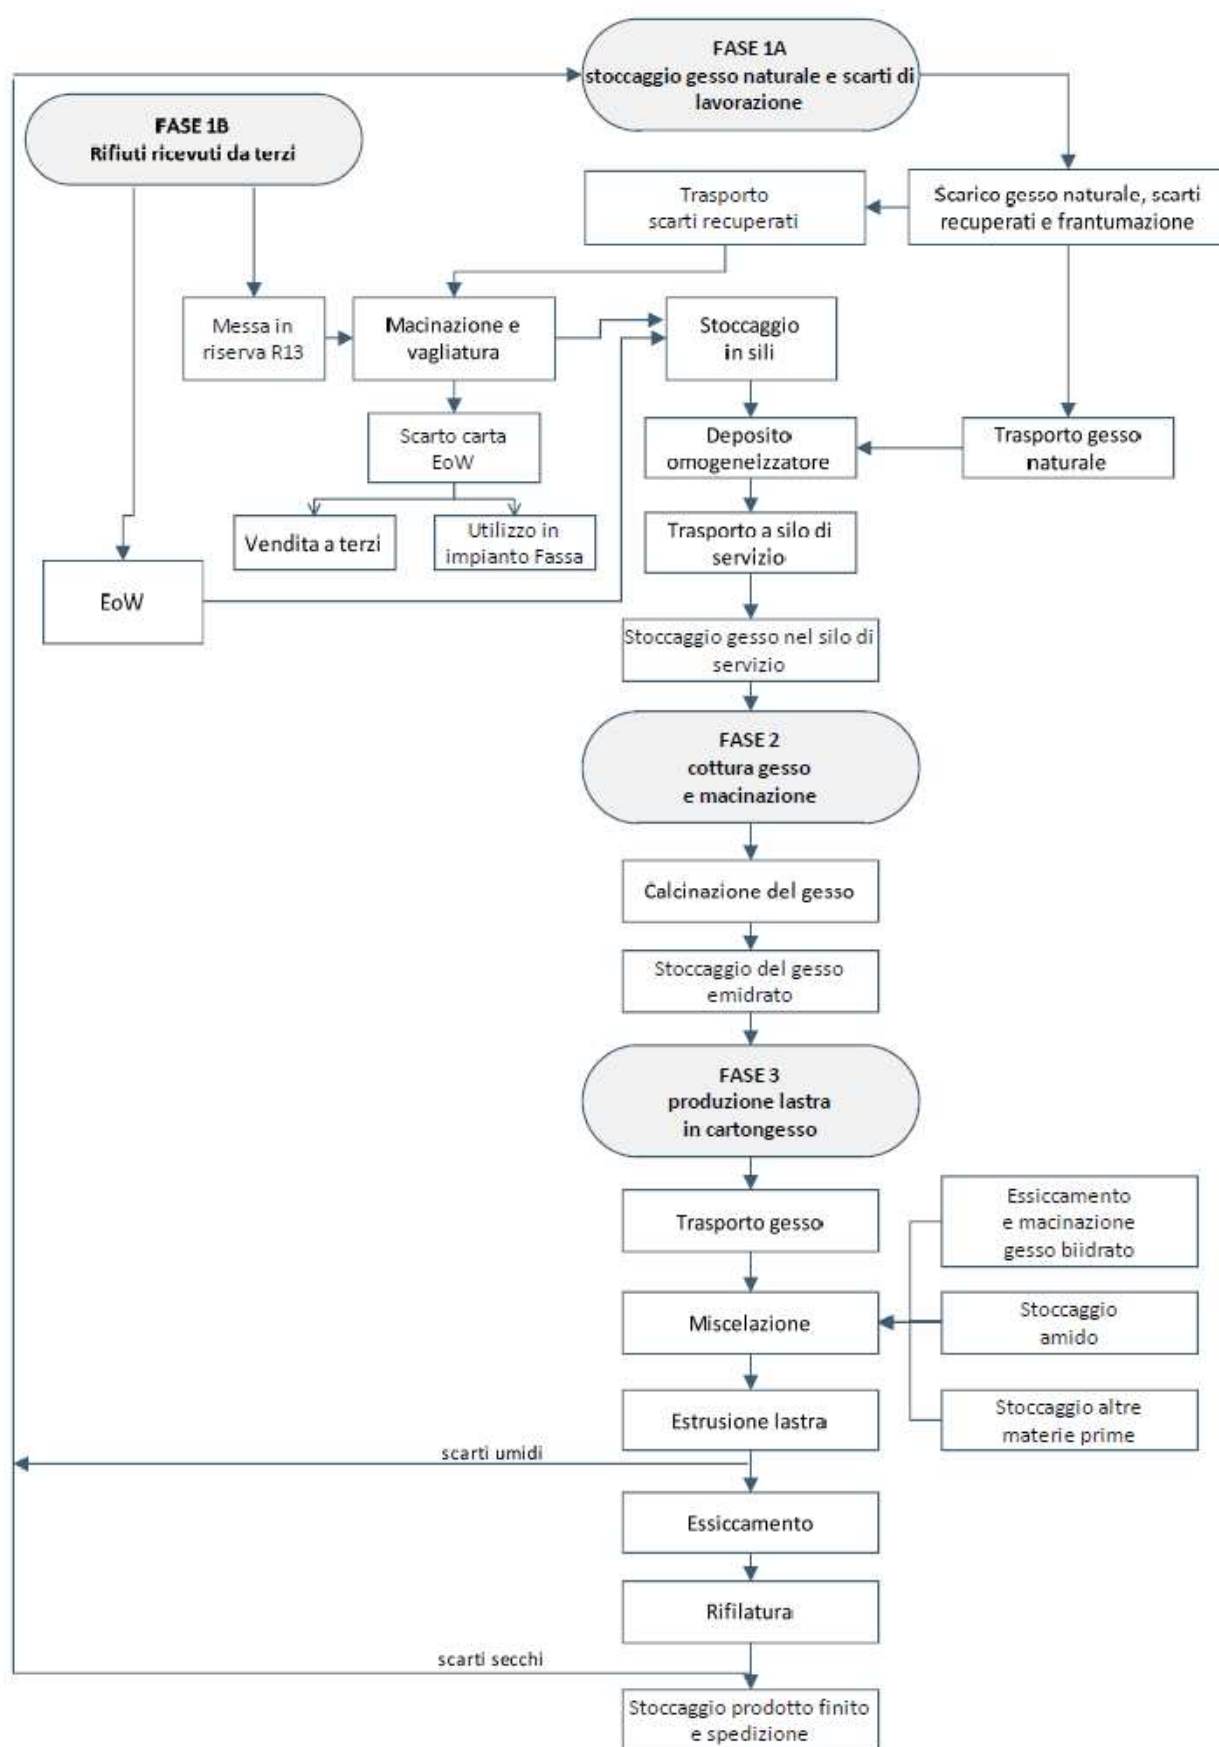 FASE 1A
stoccaggio gesso naturale e scarti di
lavorazione
FASE 1B
Rifiuti ricevuti da terzi
Trasporto
scarti recuperati
Scarico gesso naturale, scarti
recuperati e frantumazione
Messa in
riserva R13
Macinazione e
vagliatura
Stoccaggio
in sili
Scarto carta
EoW
Deposito
omogeneizzatore
Trasporto gesso
naturale
Vendita a terzi
Utilizzo in
impianto Fassa
Trasporto a silo di
servizio
EoW
Stoccaggio gesso nel silo di
servizio
FASE 2
cottura gesso
e macinazione
Calcinazione del gesso
Stoccaggio del gesso
emidrato
FASE 3
produzione lastra
in cartongesso
Trasporto gesso
Essiccamento
e macinazione
gesso biidrato
Miscelazione
Stoccaggio
amido
Estrusione lastra
Stoccaggio altre
materie prime
scarti umidi
Essiccamento
Rifilatura
scarti secchi
Stoccaggio prodotto finito
e spedizione